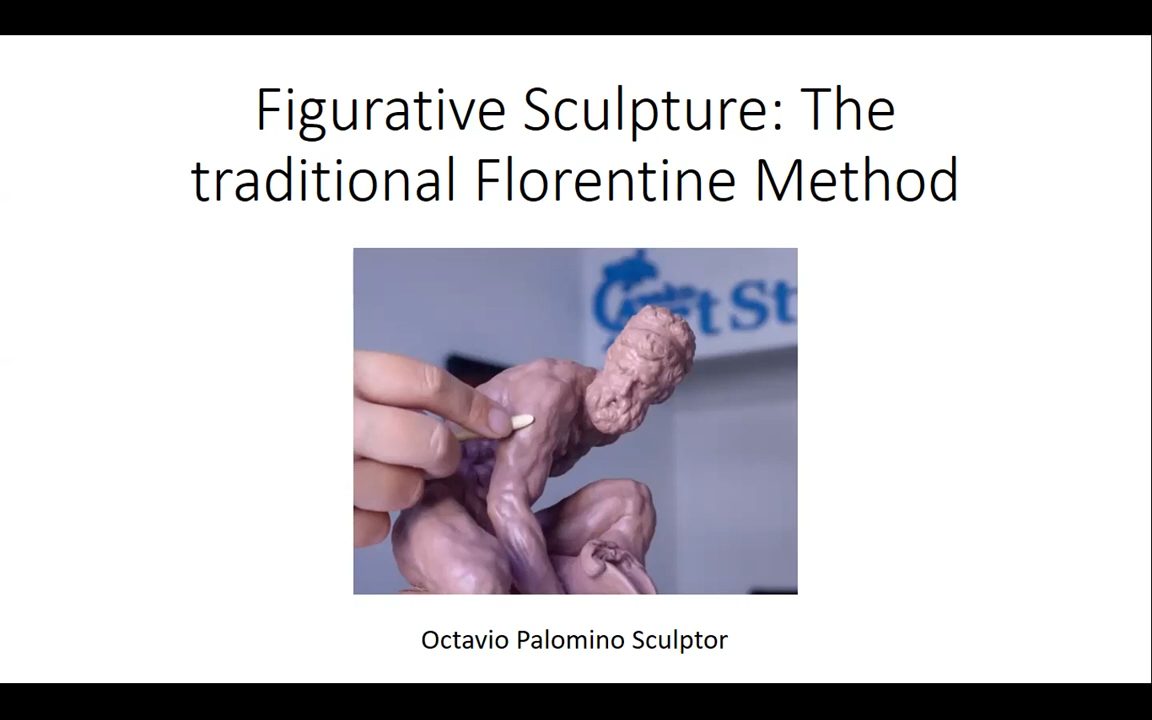 Figurative Sculpture: The
traditional Florentine Method
Octavio Palomino Sculptor